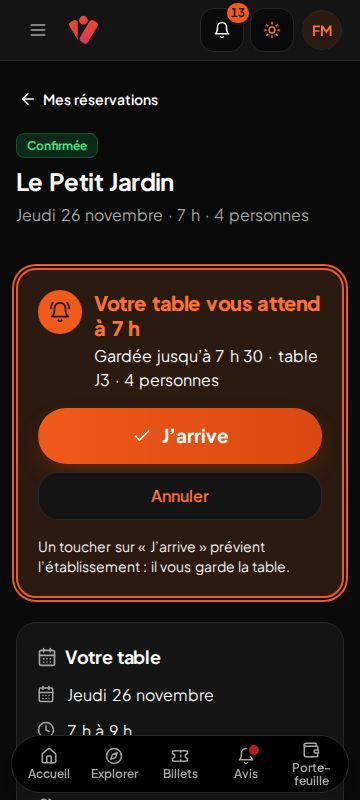 13
FM
Mes réservations
Confirmée
Le Petit Jardin
Jeudi 26 novembre · 7 h · 4 personnes
Votre table vous attend
à 7 h
Gardée jusqu’à 7 h 30 · table
J3 · 4 personnes
J’arrive
Annuler
Un toucher sur « J’arrive » prévient
l’établissement : il vous garde la table.
Votre table
Jeudi 26 novembre
7 h à 9 h
Accueil
Explorer
Billets
Avis
Porte-
feuille